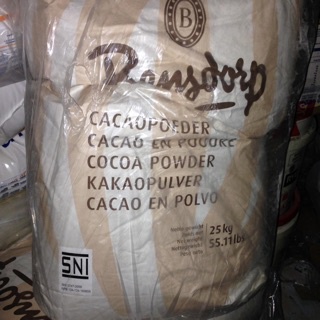 B
Bensdorp
CACAOPOEDER
CACAO EN POUDRE
COCOA POWDER
KAKAOPULVER
CACAO EN POLVO
25 kg
55.11 lbs
SNI